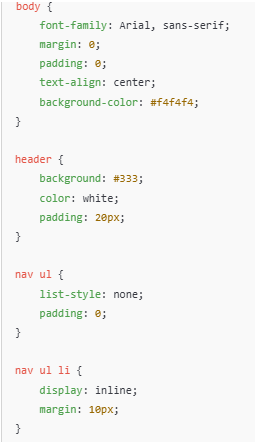 body {
    font-family: Arial, sans-serif;
    margin: 0;
    padding: 0;
    text-align: center;
    background-color: #f4f4f4;
}

header {
    background: #333;
    color: white;
    padding: 20px;
}

nav ul {
    list-style: none;
    padding: 0;
}

nav ul li {
    display: inline;
    margin: 10px;
}